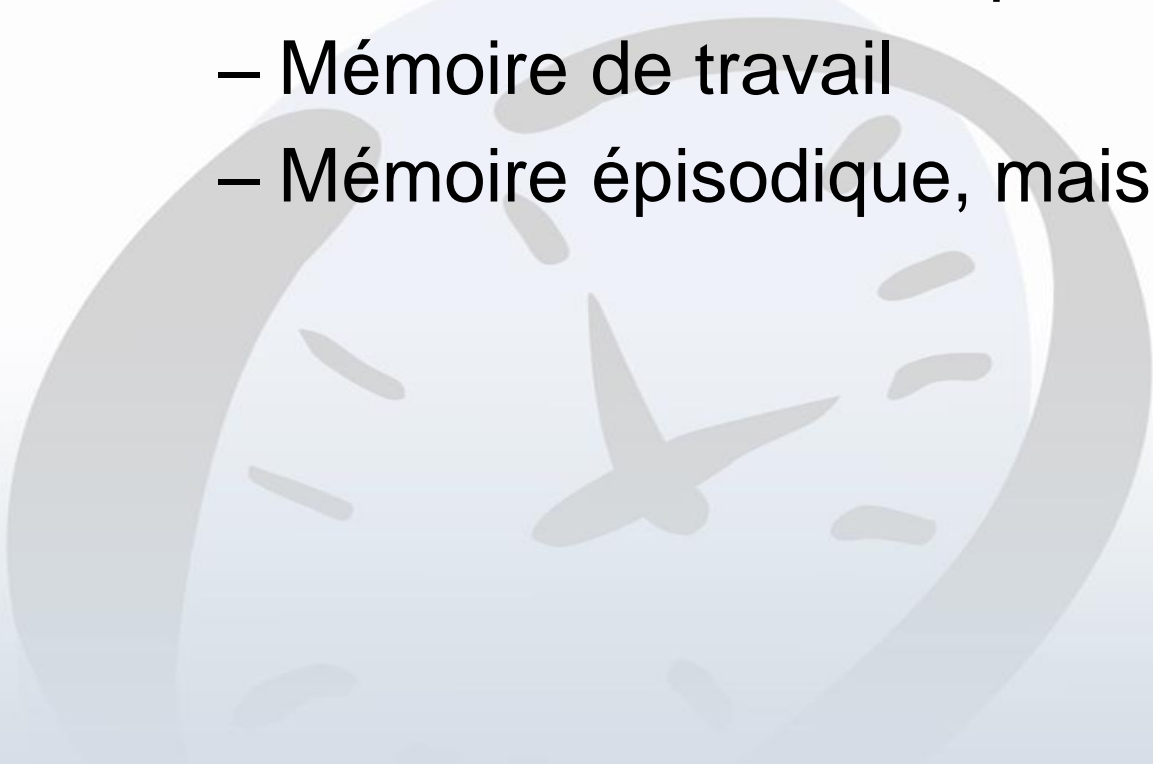 – Mémoire de travail
– Mémoire épisodique, mais